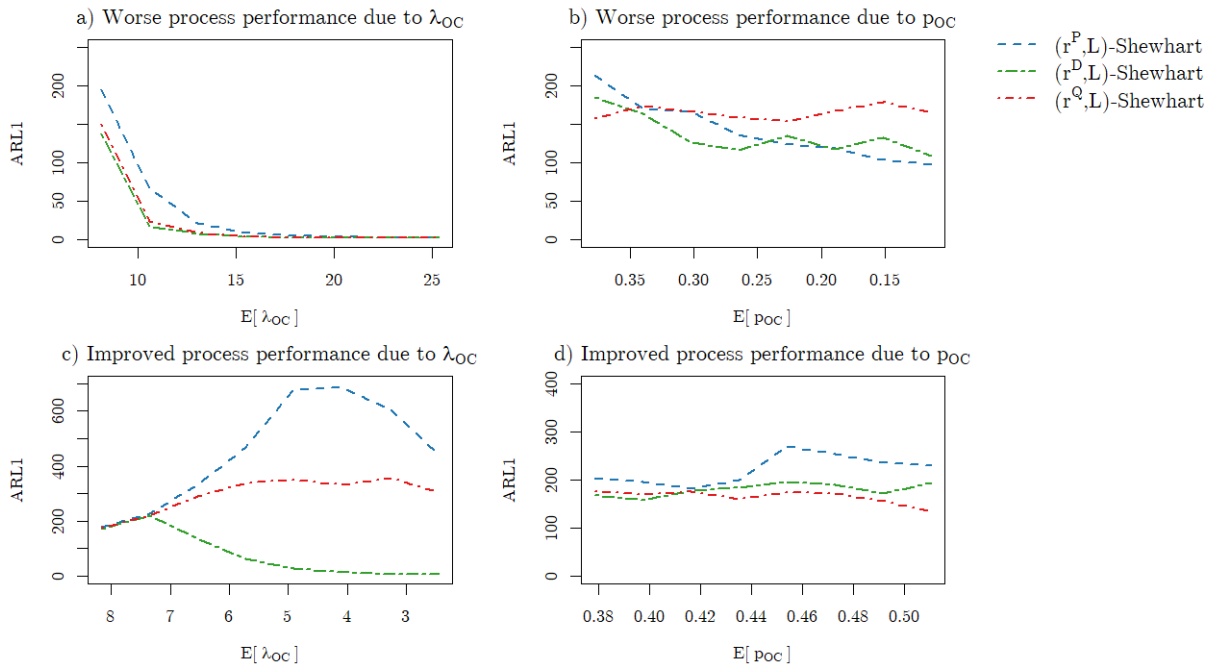 a) Worse process performance due to λOC
b) Worse process performance due to pOC
(r^P,L)-Shewhart
(r^D,L)-Shewhart
(r^Q,L)-Shewhart
ARL1
0 50 100 200
10 15 20 25
E[ λOC ]
ARL1
0 50 100 200
0.35 0.30 0.25 0.20 0.15
E[ pOC ]
c) Improved process performance due to λOC
d) Improved process performance due to pOC
ARL1
0 200 400 600
8 7 6 5 4 3
E[ λOC ]
ARL1
0 100 200 300 400
0.38 0.40 0.42 0.44 0.46 0.48 0.50
E[ pOC ]